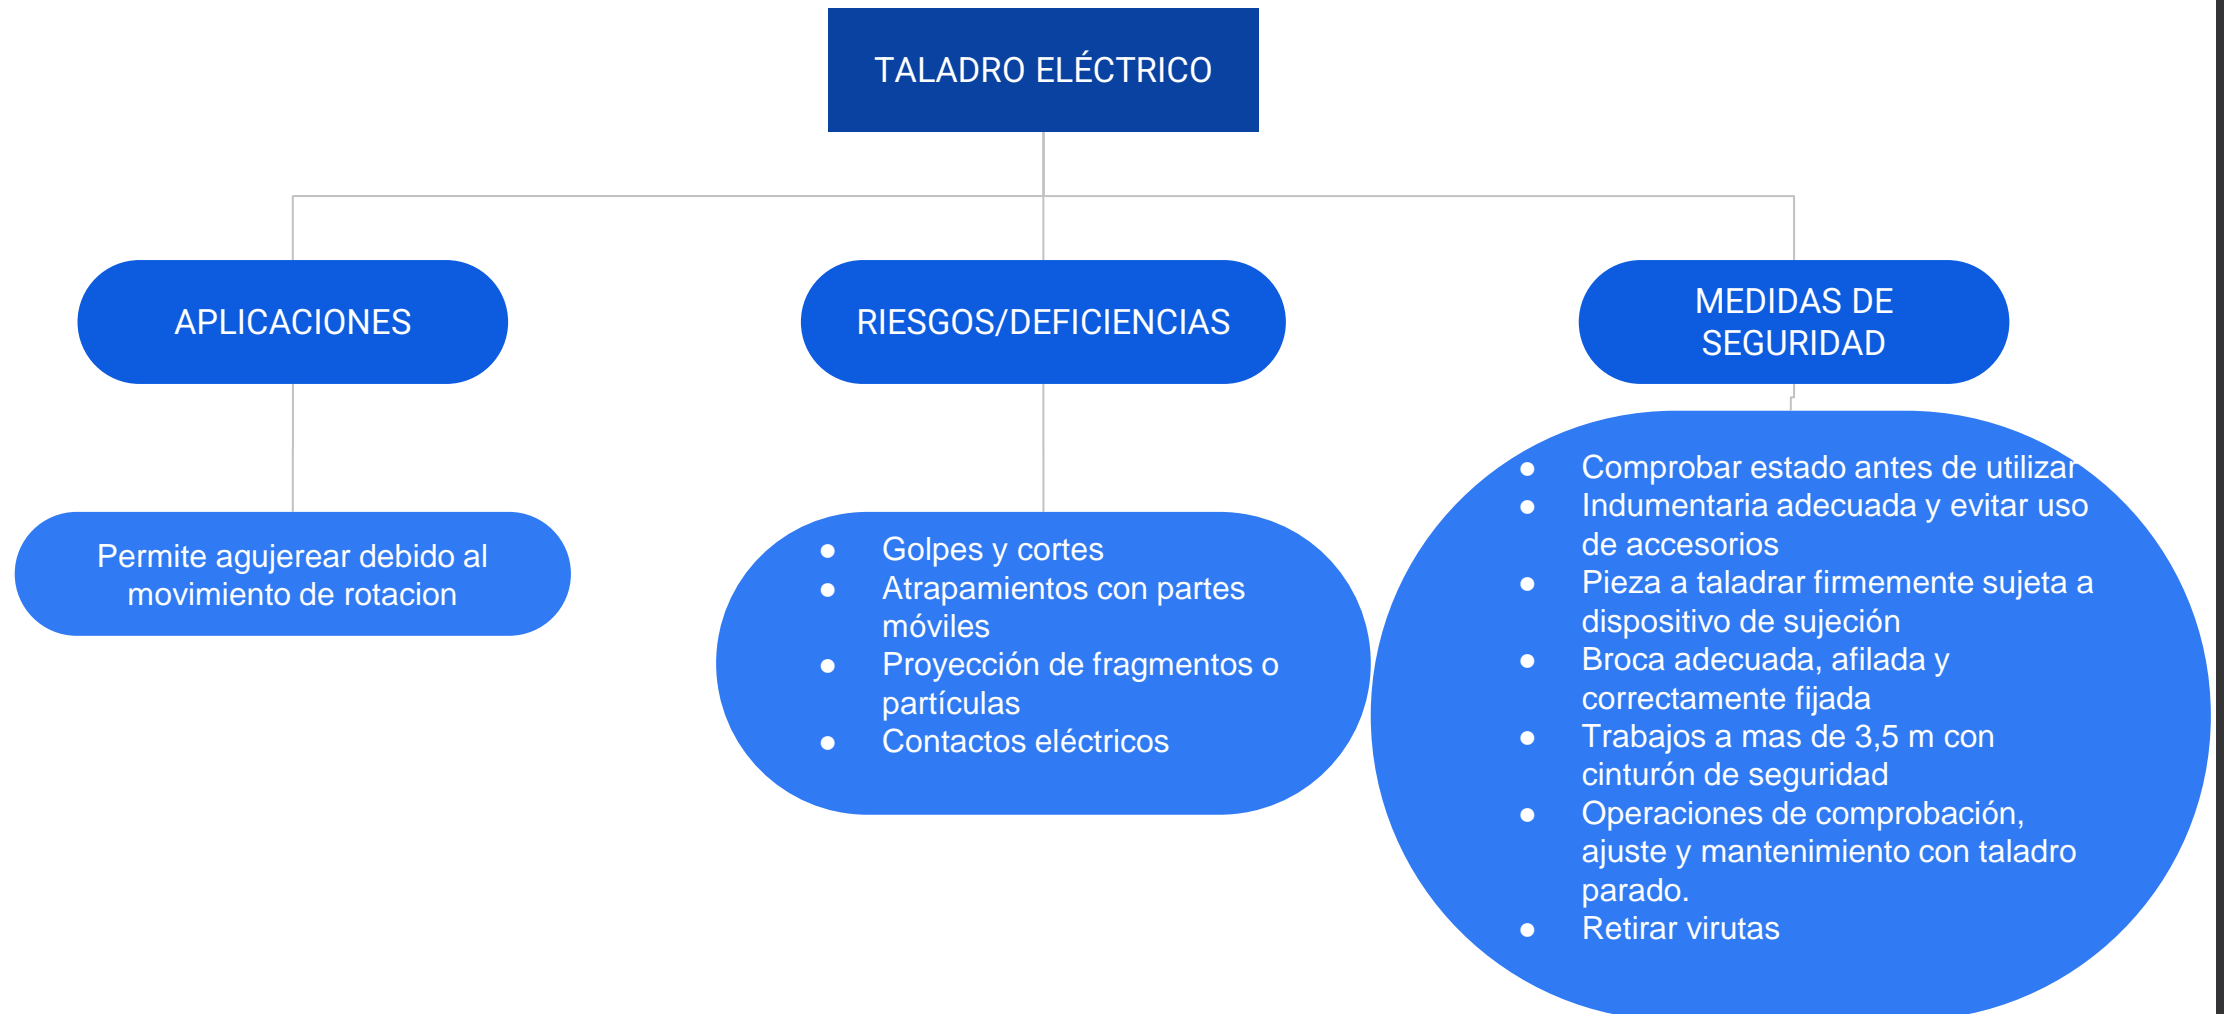 TALADRO ELÉCTRICO
APLICACIONES
Permite agujerear debido al
movimiento de rotacion
RIESGOS/DEFICIENCIAS
● Golpes y cortes
● Atrapamientos con partes
móviles
● Proyección de fragmentos o
partículas
● Contactos eléctricos
MEDIDAS DE
SEGURIDAD
● Comprobar estado antes de utilizar
● Indumentaria adecuada y evitar uso
de accesorios
● Pieza a taladrar firmemente sujeta a
dispositivo de sujeción
● Broca adecuada, afilada y
correctamente fijada
● Trabajos a mas de 3,5 m con
cinturón de seguridad
● Operaciones de comprobación,
ajuste y mantenimiento con taladro
parado.
● Retirar virutas